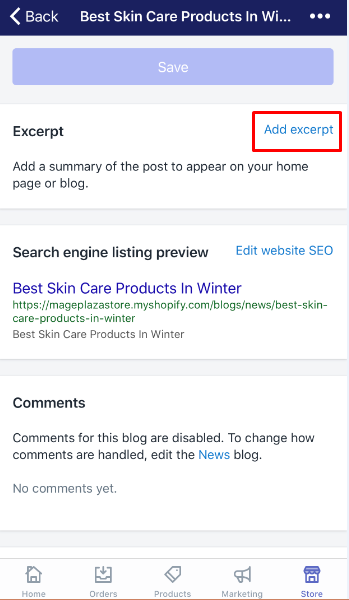 Back Best Skin Care Products In Wi... •••
Save
Excerpt Add excerpt
Add a summary of the post to appear on your home
page or blog.
Search engine listing preview Edit website SEO
Best Skin Care Products In Winter
https://mageplazastore.myshopify.com/blogs/news/best-skin-
care-products-in-winter
Best Skin Care Products In Winter
Comments
Comments for this blog are disabled. To change how
comments are handled, edit the News blog.
No comments yet.
Home Orders Products Marketing Store